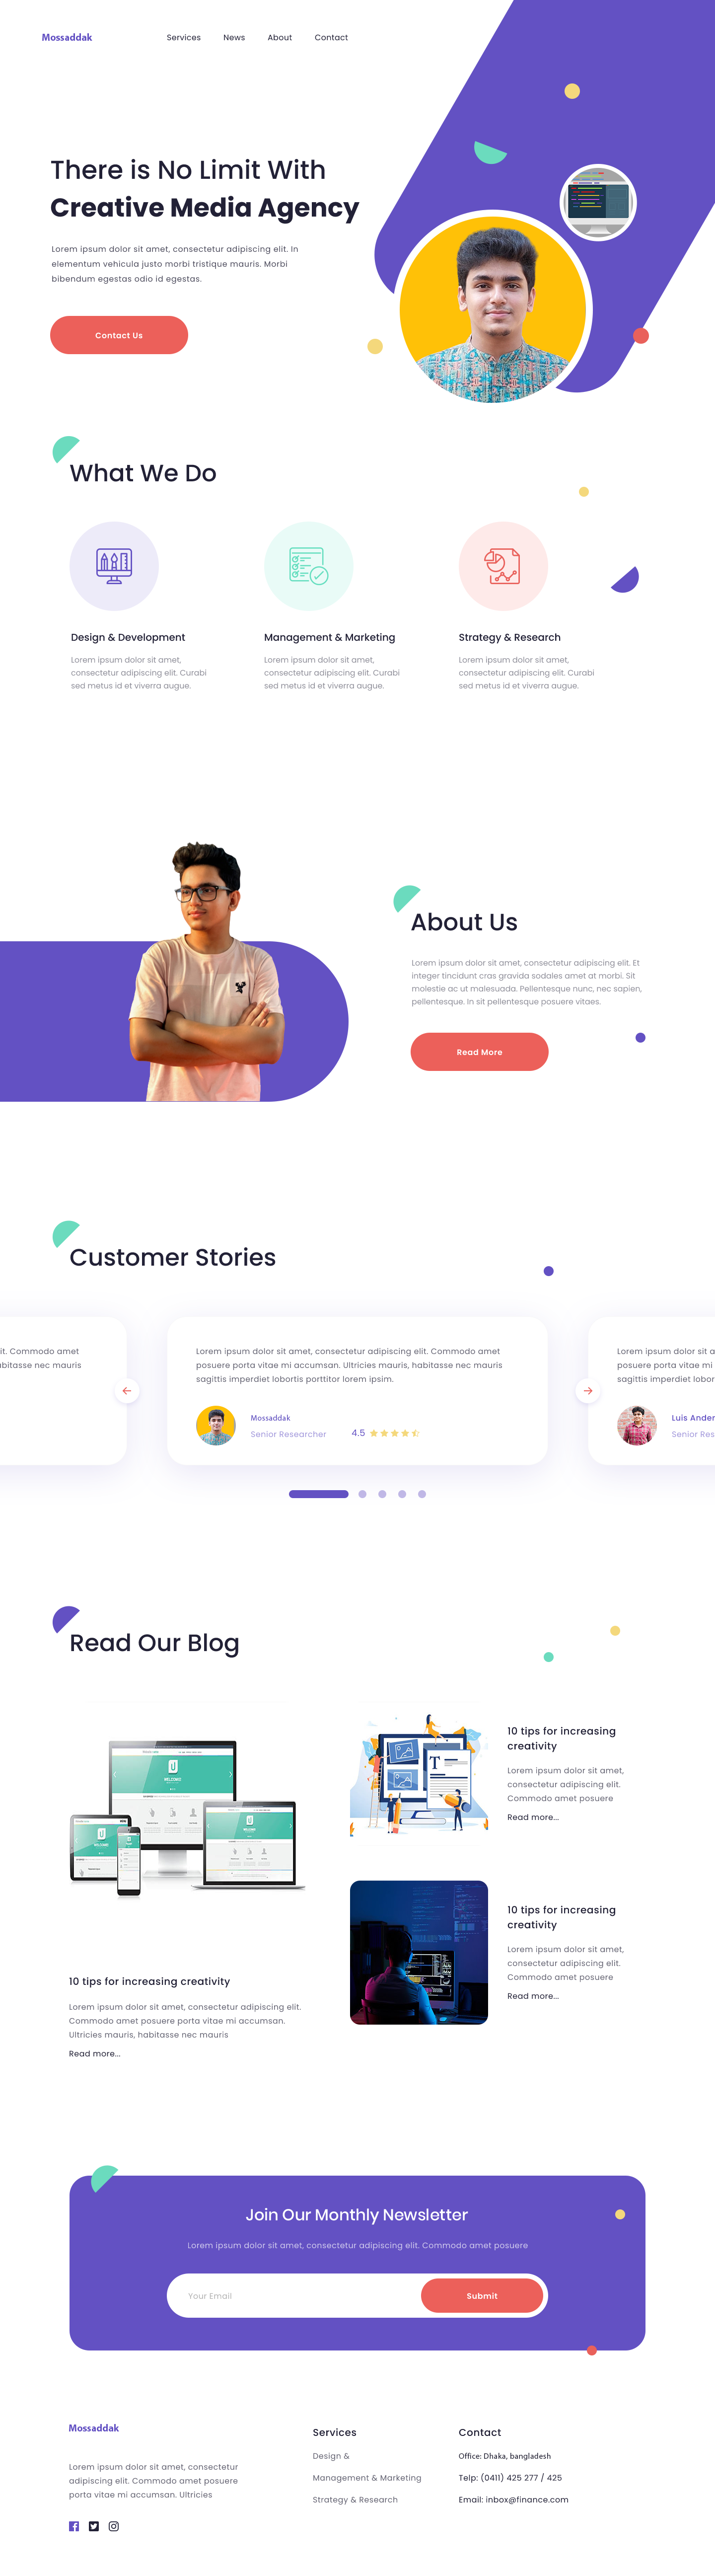 Mossaddak
Services
News
About
Contact
There is No Limit With
Creative Media Agency
Lorem ipsum dolor sit amet, consectetur adipiscing elit. In
elementum vehicula justo morbi tristique mauris. Morbi
bibendum egestas odio id egestas.
Contact Us
What We Do
Design & Development
Lorem ipsum dolor sit amet,
consectetur adipiscing elit. Curabi
sed metus id et viverra augue.
Management & Marketing
Lorem ipsum dolor sit amet,
consectetur adipiscing elit. Curabi
sed metus id et viverra augue.
Strategy & Research
Lorem ipsum dolor sit amet,
consectetur adipiscing elit. Curabi
sed metus id et viverra augue.
About Us
Lorem ipsum dolor sit amet, consectetur adipiscing elit. Et
integer tincidunt cras gravida sodales amet at morbi. Sit
molestie ac ut malesuada. Pellentesque nunc, nec sapien,
pellentesque. In sit pellentesque posuere vitaes.
Read More
Customer Stories
it. Commodo amet
abitasse nec mauris
Lorem ipsum dolor sit amet, consectetur adipiscing elit. Commodo amet
posuere porta vitae mi accumsan. Ultricies mauris, habitasse nec mauris
sagittis imperdiet lobortis porttitor lorem ipsim.
Mossaddak
Senior Researcher
4.5
Lorem ipsum dolor sit a
posuere porta vitae mi
sagittis imperdiet lobor
Luis Ander
Senior Res
Read Our Blog
WELCOME
10 tips for increasing creativity
Lorem ipsum dolor sit amet, consectetur adipiscing elit.
Commodo amet posuere porta vitae mi accumsan.
Ultricies mauris, habitasse nec mauris
Read more...
T
10 tips for increasing
creativity
Lorem ipsum dolor sit amet,
consectetur adipiscing elit.
Commodo amet posuere
Read more...
10 tips for increasing
creativity
Lorem ipsum dolor sit amet,
consectetur adipiscing elit.
Commodo amet posuere
Read more...
Join Our Monthly Newsletter
Lorem ipsum dolor sit amet, consectetur adipiscing elit. Commodo amet posuere
Your Email
Submit
Mossaddak
Lorem ipsum dolor sit amet, consectetur
adipiscing elit. Commodo amet posuere
porta vitae mi accumsan. Ultricies
Services
Design &
Management & Marketing
Strategy & Research
Contact
Office: Dhaka, bangladesh
Telp: (0411) 425 277 / 425
Email: inbox@finance.com